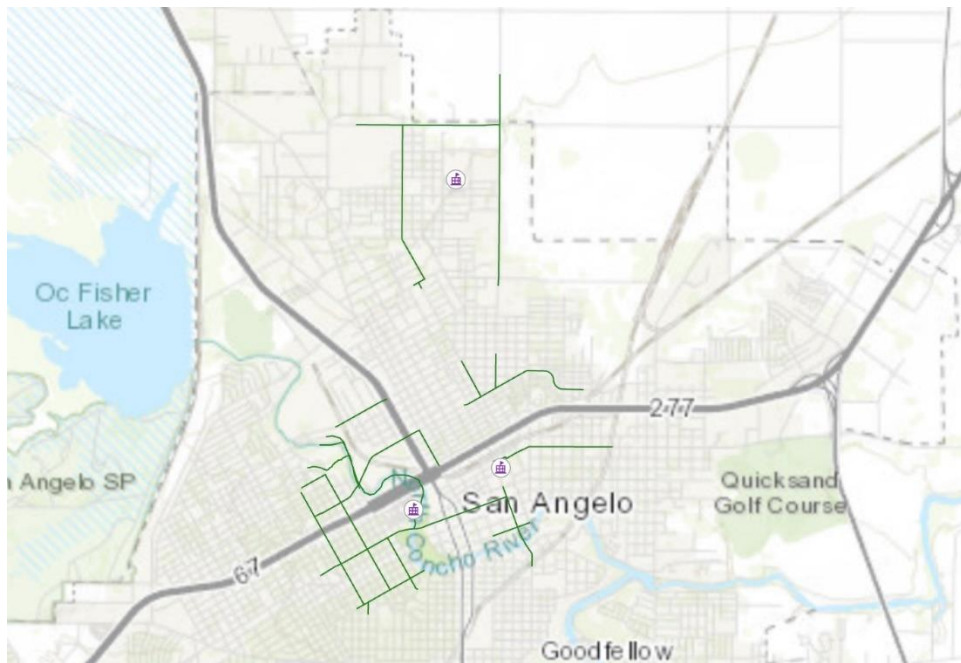 Oc Fisher
Lake
277
n Angelo SP
Quicksand
Golf Course
San Angelo
67
Concho River
Goodfellow